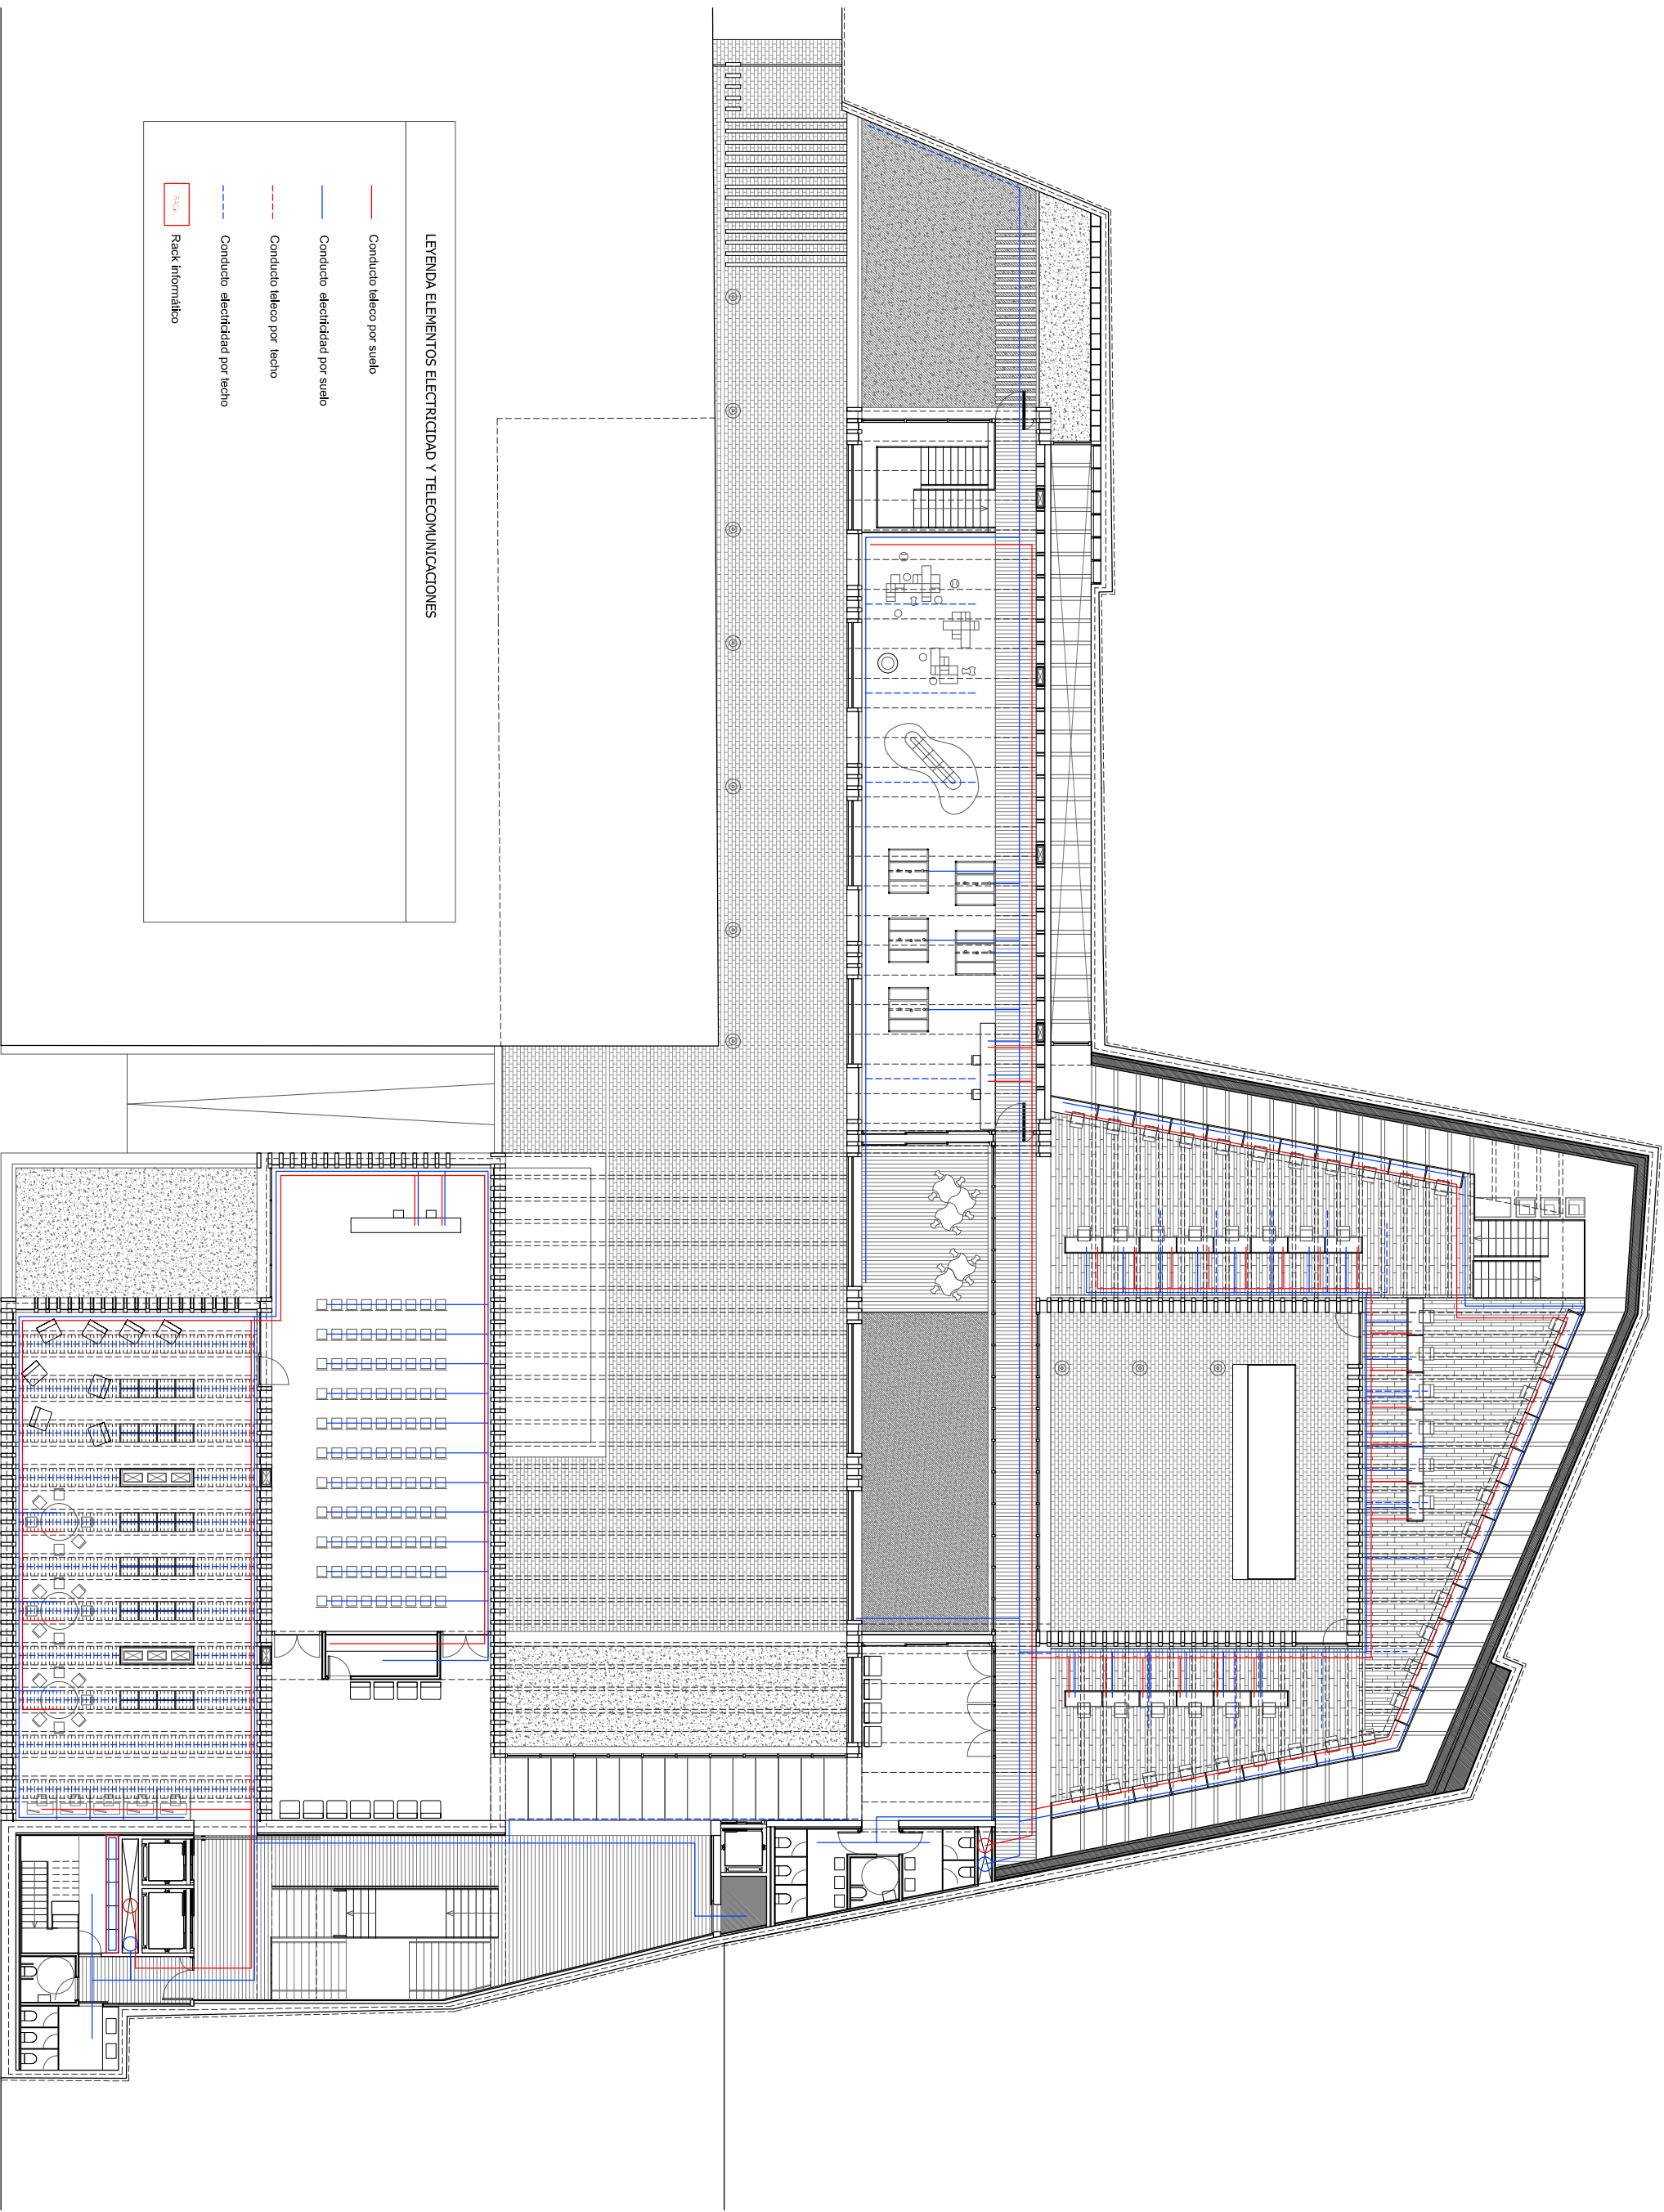 LEYENDA ELEMENTOS ELECTRICIDAD Y TELECOMUNICACIONES
Conducto teleco por suelo
Conducto electricidad por suelo
Conducto teleco por techo
Conducto electricidad por techo
Rack informático